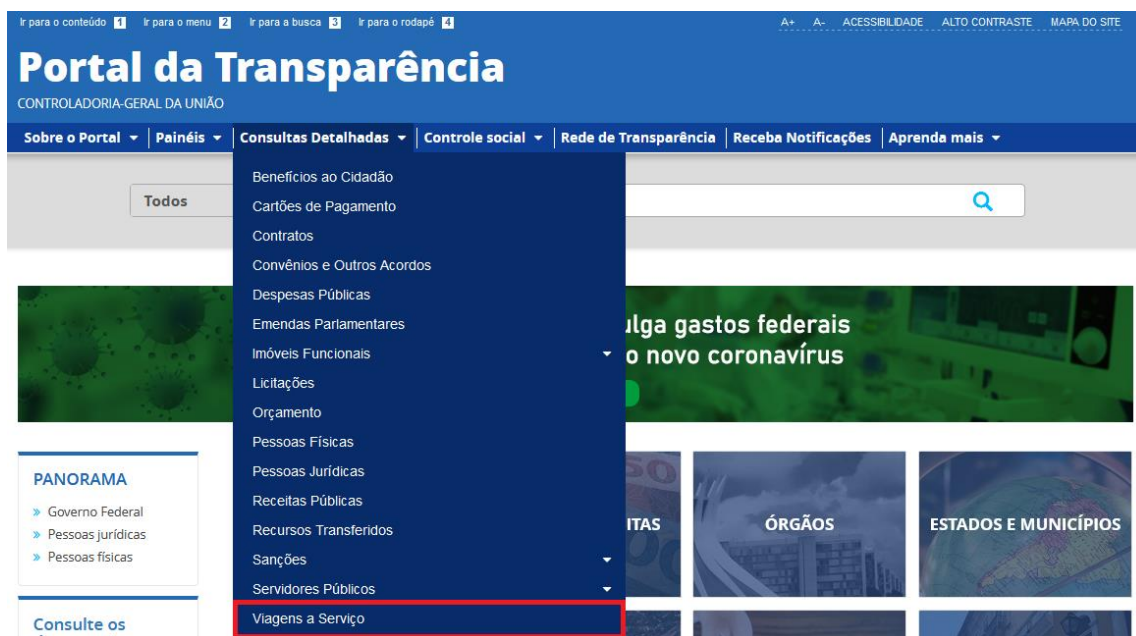 Ir para o conteúdo 1 Ir para o menu 2 Ir para a busca 3 Ir para o rodapé 4 A+ A- ACESSIBILIDADE ALTO CONTRASTE MAPA DO SITE
Portal da Transparência
CONTROLADORIA-GERAL DA UNIÃO
Sobre o Portal Painéis Consultas Detalhadas Controle social Rede de Transparência Receba Notificações Aprenda mais
Todos
Benefícios ao Cidadão
Cartões de Pagamento
Contratos
Convênios e Outros Acordos
Despesas Públicas
Emendas Parlamentares
Imóveis Funcionais
Licitações
Orçamento
Pessoas Físicas
Pessoas Jurídicas
Receitas Públicas
Recursos Transferidos
Sanções
Servidores Públicos
Viagens a Serviço
ulga gastos federais
o novo coronavírus
PANORAMA
» Governo Federal
» Pessoas jurídicas
» Pessoas físicas
Consulte os
ITAS
ÓRGÃOS
ESTADOS E MUNICÍPIOS